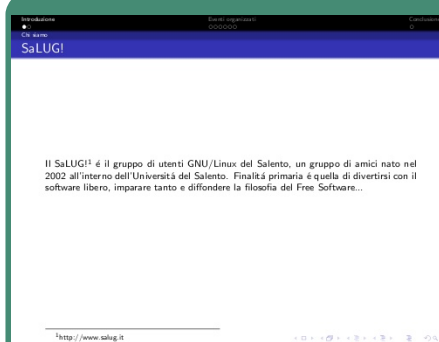 Introduzione Eventi organizzati Conclusioni
Chi siamo
SaLUG!
Il SaLUG!¹ é il gruppo di utenti GNU/Linux del Salento, un gruppo di amici nato nel
2002 all'interno dell'Universitá del Salento. Finalitá primaria é quella di divertirsi con il
software libero, imparare tanto e diffondere la filosofia del Free Software...
¹http://www.salug.it